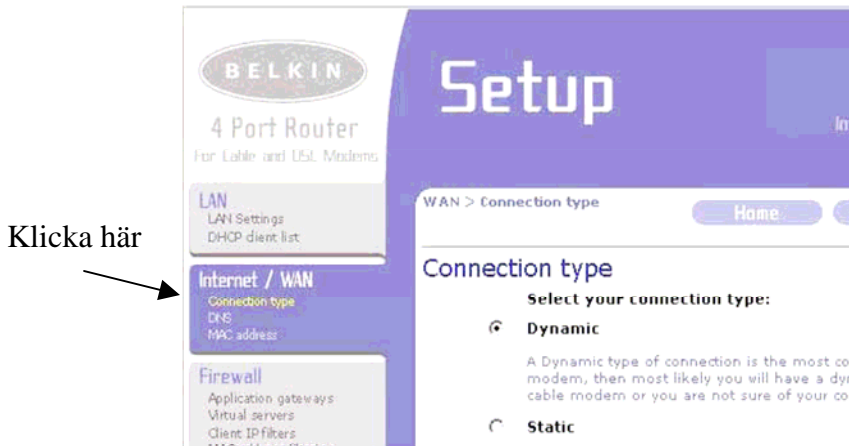 BELKIN
4 Port Router
For Cable and DSL Modems
Setup
LAN
LAN Settings
DHCP client list
Klicka här
Internet / WAN
Connection type
DNS
MAC address
Firewall
Application gateways
Virtual servers
Client IP filters
WAN > Connection type
Home
Connection type
Select your connection type:
Dynamic
A Dynamic type of connection is the most co
modem, then most likely you will have a dyn
cable modem or you are not sure of your co
Static